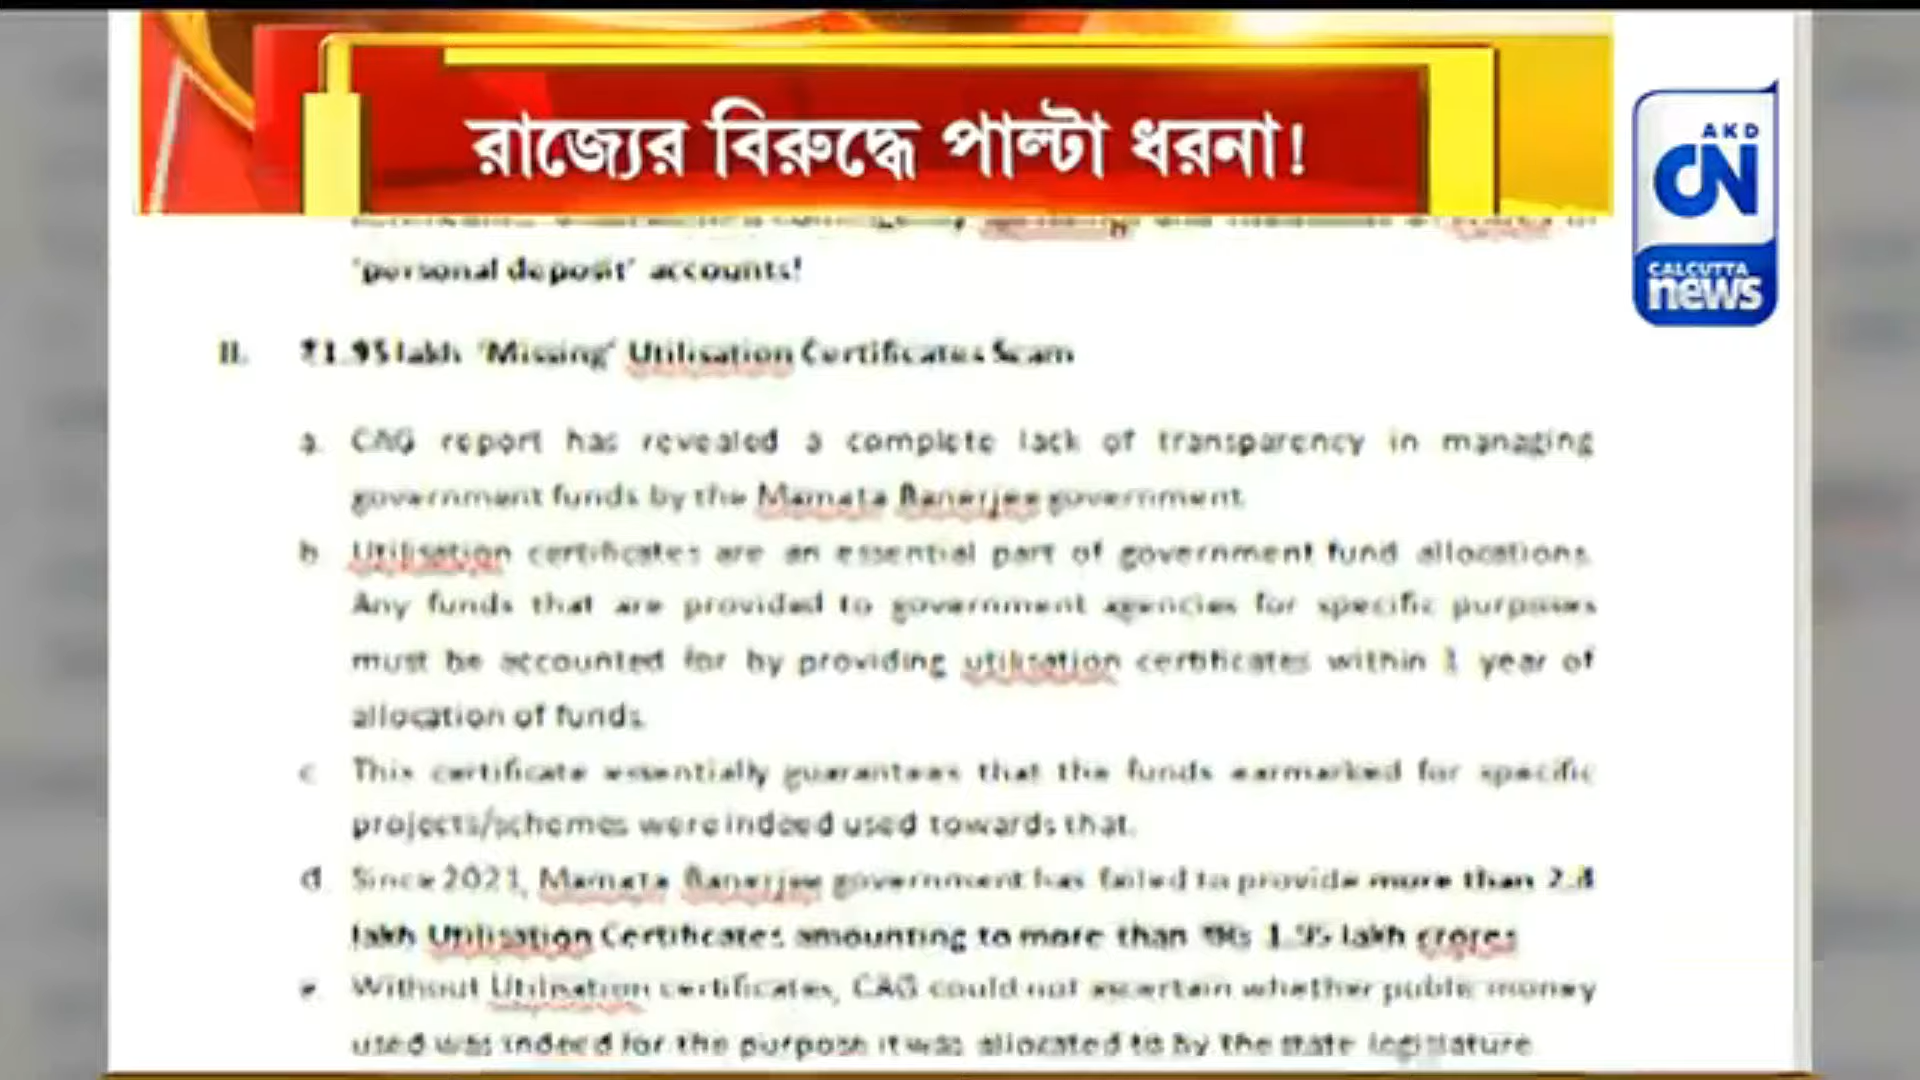 রাজ্যের বিরুদ্ধে পাল্টা ধরনা!
AKD
CN
CALCUTTA
news
'personal deposit' accounts!
II. ₹1.95 lakh 'Missing' Utilisation Certificates Scam
a. CAG report has revealed a complete lack of transparency in managing
government funds by the Mamata Banerjee government.
b. Utilisation certificates are an essential part of government fund allocations.
Any funds that are provided to government agencies for specific purposes
must be accounted for by providing utilisation certificates within 1 year of
allocation of funds.
c. This certificate essentially guarantees that the funds earmarked for specific
projects/schemes were indeed used towards that.
d. Since 2021, Mamata Banerjee government has failed to provide more than
lakh Utilisation Certificates amounting to more than 1.95 lakh crores
e. Without Utilisation certificates, CAG could not ascertain whether public money
used was indeed for the purpose it was allocated to by the state legislature